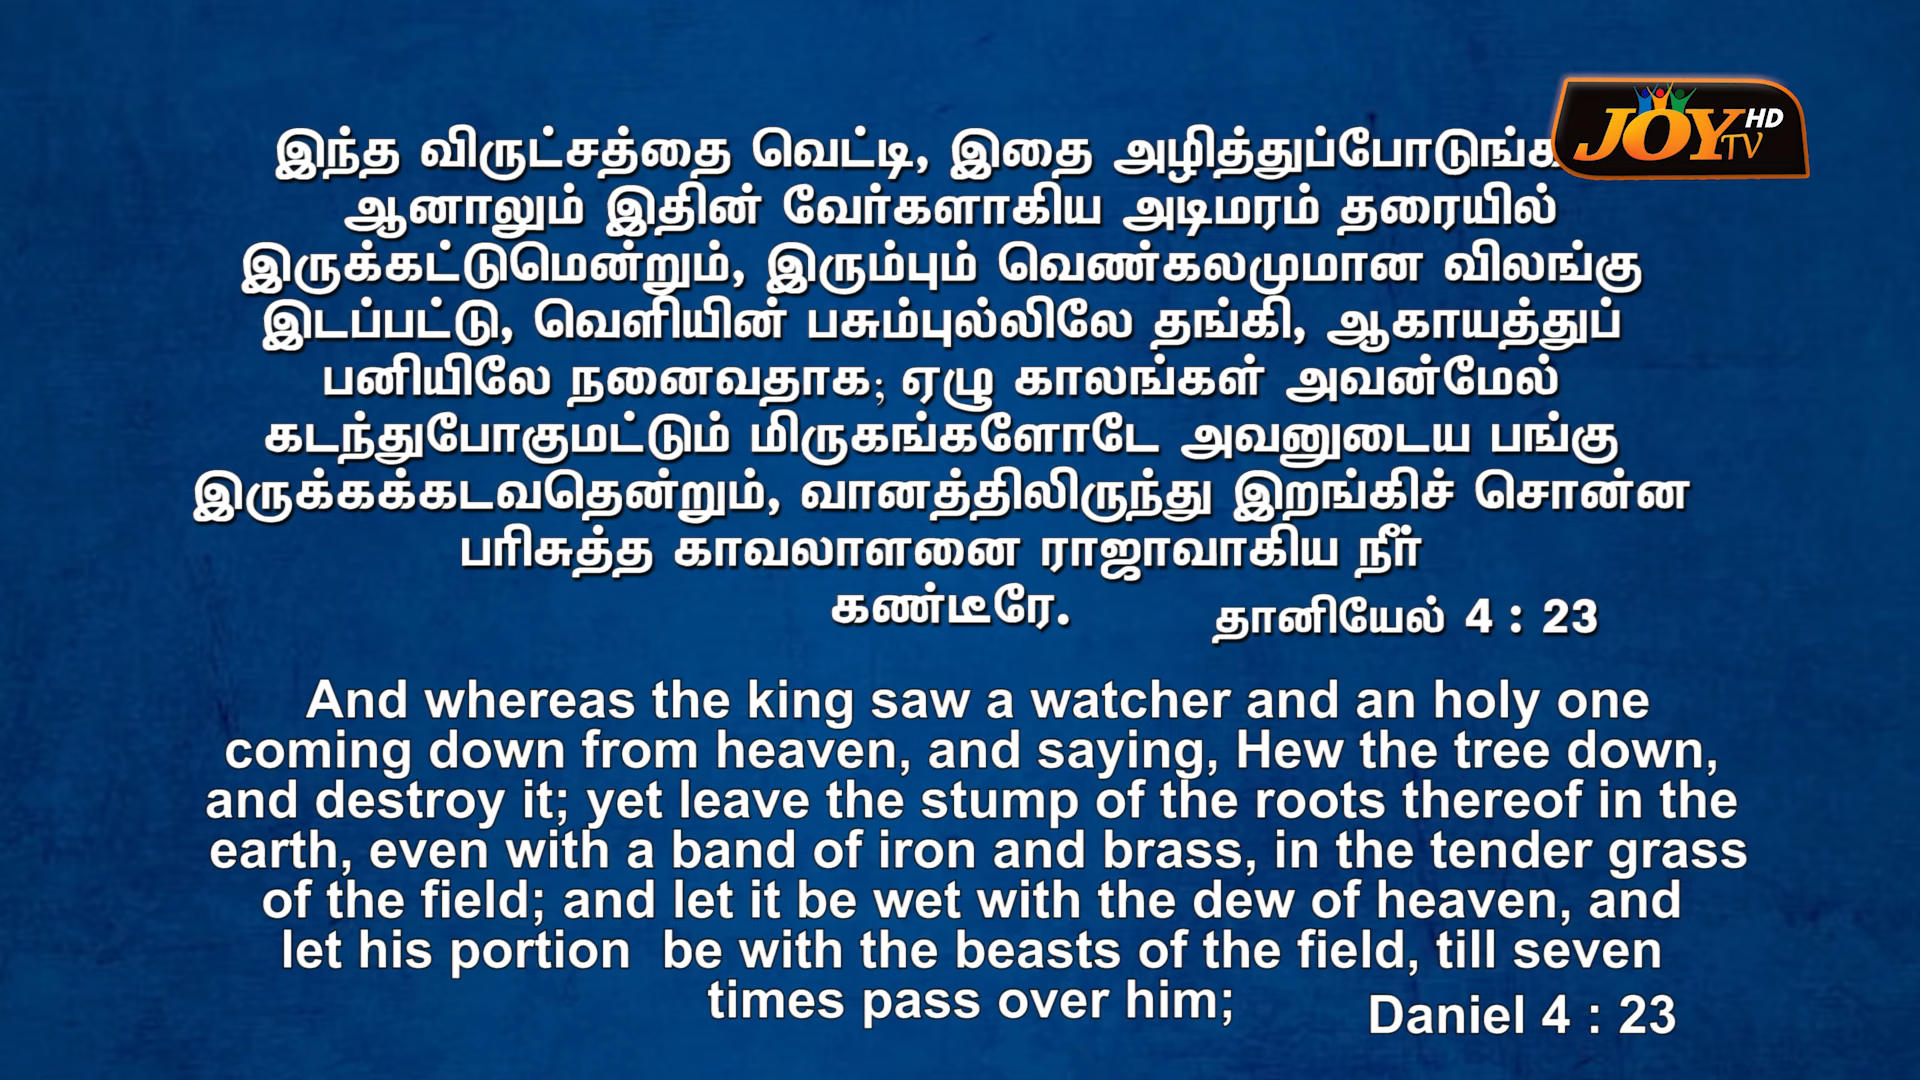 JOY TV HD
இந்த விருட்சத்தை வெட்டி, இதை
ஆனாலும் இதின் வேர்களாகிய அடிமரம் தரையில்
இருக்கட்டுமென்றும், இரும்பும் வெண்கலமுமான விலங்கு
இடப்பட்டு, வெளியின் பசும்புல்லிலே தங்கி, ஆகாயத்துப்
பனியிலே நனைவதாக; ஏழு காலங்கள் அவன்மேல்
கடந்துபோகுமட்டும் மிருகங்களோடே அவனுடைய பங்கு
இருக்கக்கடவதென்றும், வானத்திலிருந்து இறங்கிச் சொன்ன
பரிசுத்த காவலாளனை ராஜாவாகிய நீர்
கண்டீரே.
தானியேல் 4 : 23
And whereas the king saw a watcher and an holy one
coming down from heaven, and saying, Hew the tree down,
and destroy it; yet leave the stump of the roots thereof in the
earth, even with a band of iron and brass, in the tender grass
of the field; and let it be wet with the dew of heaven, and
let his portion be with the beasts of the field, till seven
times pass over him;
Daniel 4 : 23